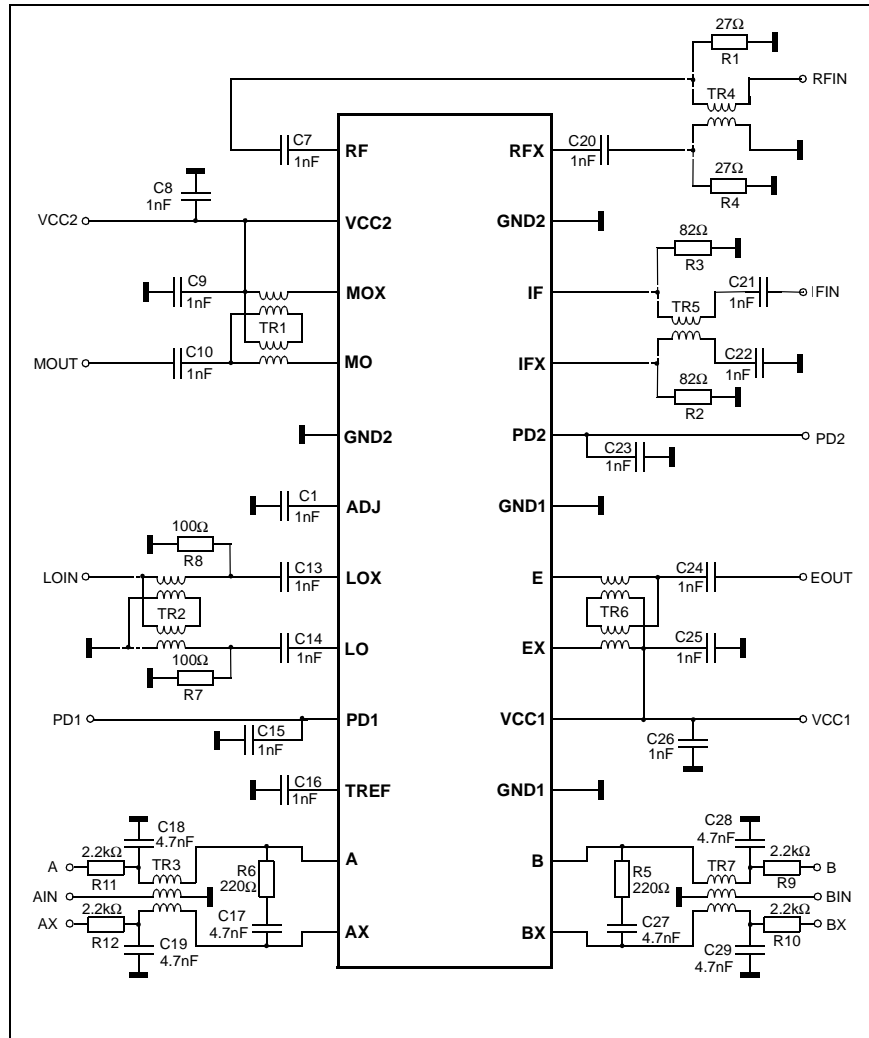 27Ω
R1
RFIN
TR4
C7
1nF
RF
RFX
C20
1nF
27Ω
R4
C8
1nF
VCC2
VCC2
GND2
82Ω
R3
C9
1nF
MOX
TR1
IF
C21
1nF
IFIN
TR5
MOUT
C10
1nF
MO
IFX
C22
1nF
82Ω
R2
GND2
PD2
PD2
C23
1nF
C1
1nF
ADJ
GND1
100Ω
R8
LOIN
C13
1nF
LOX
E
C24
1nF
EOUT
TR2
TR6
C14
1nF
LO
EX
C25
1nF
100Ω
R7
PD1
PD1
VCC1
VCC1
C15
1nF
C26
1nF
C16
1nF
TREF
GND1
C18
4.7nF
C28
4.7nF
A
2.2kΩ
R11
TR3
R6
220Ω
A
B
R5
220Ω
TR7
2.2kΩ
R9
B
AIN
BIN
AX
2.2kΩ
R12
C19
4.7nF
C17
4.7nF
AX
BX
C27
4.7nF
C29
4.7nF
2.2kΩ
R10
BX